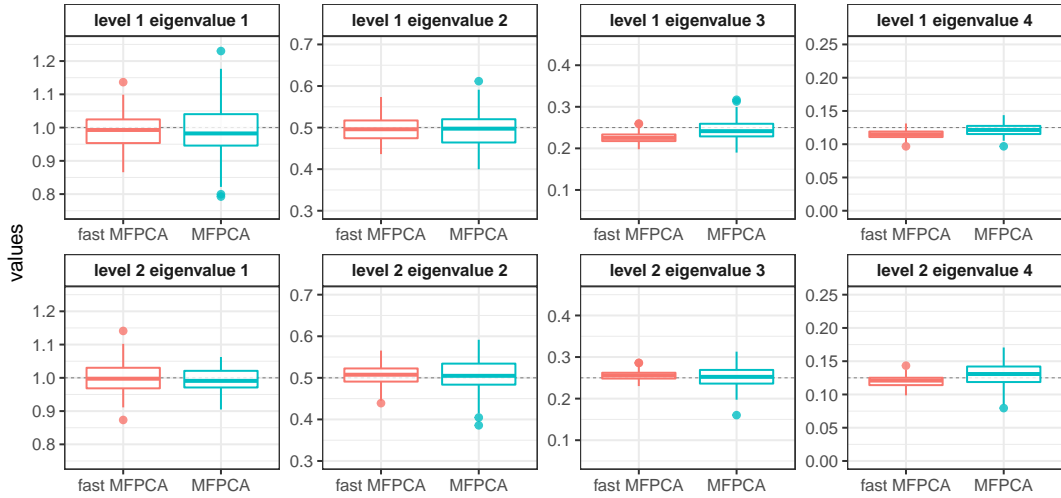 level 1 eigenvalue 1
level 1 eigenvalue 2
level 1 eigenvalue 3
level 1 eigenvalue 4
1.2
1.1
1.0
0.9
0.8
0.7
0.6
0.5
0.4
0.3
0.4
0.3
0.2
0.1
0.25
0.20
0.15
0.10
0.05
0.00
fast MFPCA MFPCA
fast MFPCA MFPCA
fast MFPCA MFPCA
fast MFPCA MFPCA
values
level 2 eigenvalue 1
level 2 eigenvalue 2
level 2 eigenvalue 3
level 2 eigenvalue 4
1.2
1.1
1.0
0.9
0.8
0.7
0.6
0.5
0.4
0.3
0.4
0.3
0.2
0.1
0.25
0.20
0.15
0.10
0.05
0.00
fast MFPCA MFPCA
fast MFPCA MFPCA
fast MFPCA MFPCA
fast MFPCA MFPCA